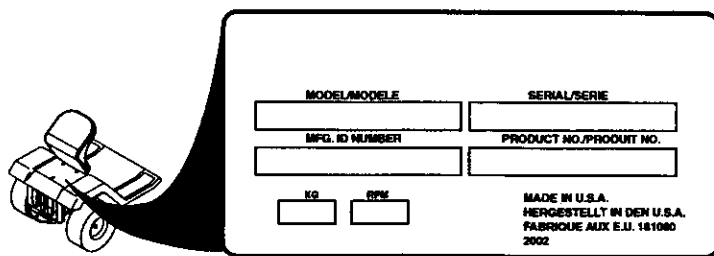 MODEL/MODELE
SERIAL/SERIE
MFG. ID NUMBER
PRODUCT NO./PRODUIT NO.
KG
RPM
MADE IN U.S.A.
HERGESTELLT IN DEN U.S.A.
FABRIQUE AUX E.U. 181080
2002